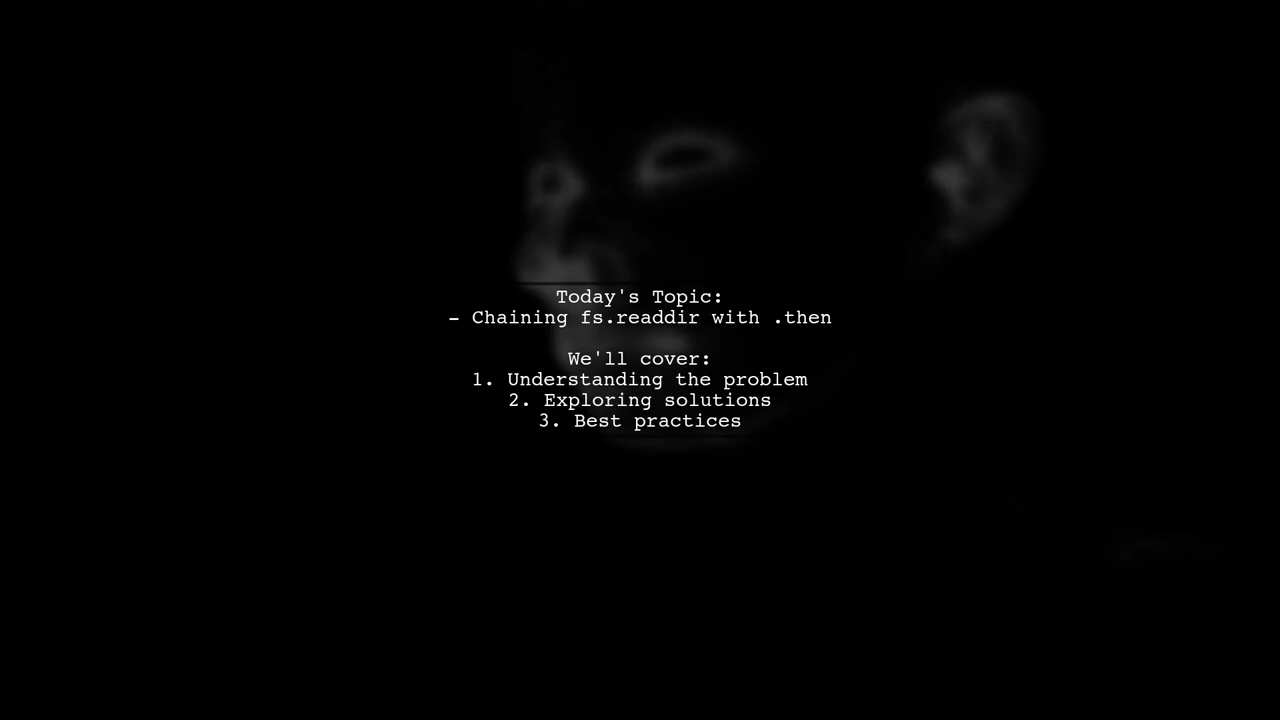 Today's Topic:
- Chaining fs.readdir with .then
We'll cover:
1. Understanding the problem
2. Exploring solutions
3. Best practices